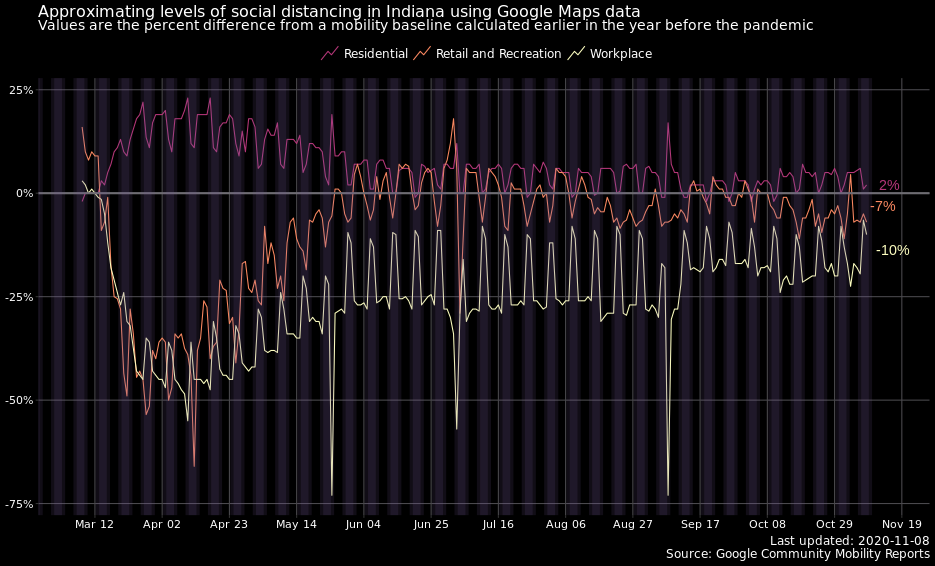 Approximating levels of social distancing in Indiana using Google Maps data
Values are the percent difference from a mobility baseline calculated earlier in the year before the pandemic
Residential Retail and Recreation Workplace
25%
0%
-25%
-50%
-75%
2%
-7%
-10%
Mar 12 Apr 02 Apr 23 May 14 Jun 04 Jun 25 Jul 16 Aug 06 Aug 27 Sep 17 Oct 08 Oct 29 Nov 19
Last updated: 2020-11-08
Source: Google Community Mobility Reports